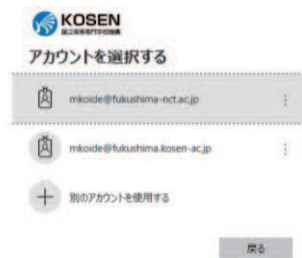 KOSEN
国立高等専門学校機構
アカウントを選択する
mkoide@fukushima-nct.ac.jp
mkoide@fukushima.kosen-ac.jp
別のアカウントを使用する
戻る